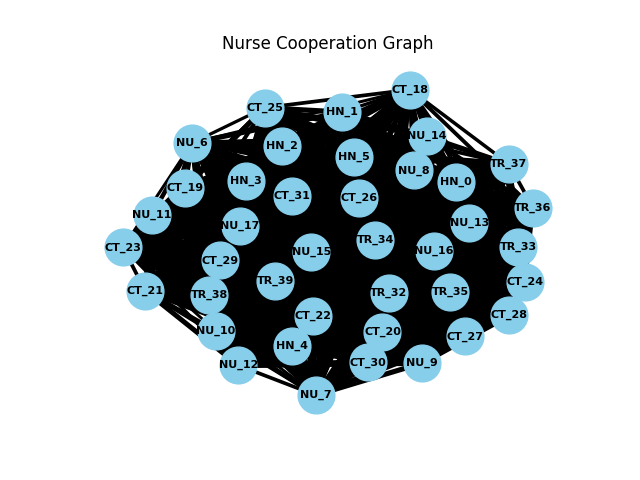 Nurse Cooperation Graph
CT_18
CT_25
HN_1
NU_14
NU_6
HN_2
HN_5
TR_37
NU_8
HN_3
HN_0
CT_19
CT_31
CT_26
TR_36
NU_11
NU_13
NU_17
TR_34
CT_23
TR_33
NU_15
NU_16
CT_29
TR_39
CT_24
CT_21
TR_38
TR_32
TR_35
CT_22
CT_28
NU_10
CT_20
CT_27
HN_4
NU_12
CT_30
NU_9
NU_7